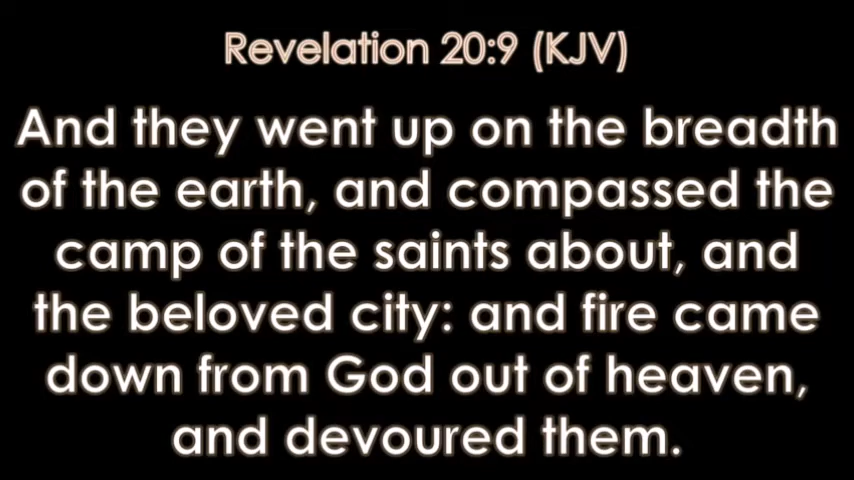 Revelation 20:9 (KJV)
And they went up on the breadth
of the earth, and compassed the
camp of the saints about, and
the beloved city: and fire came
down from God out of heaven,
and devoured them.